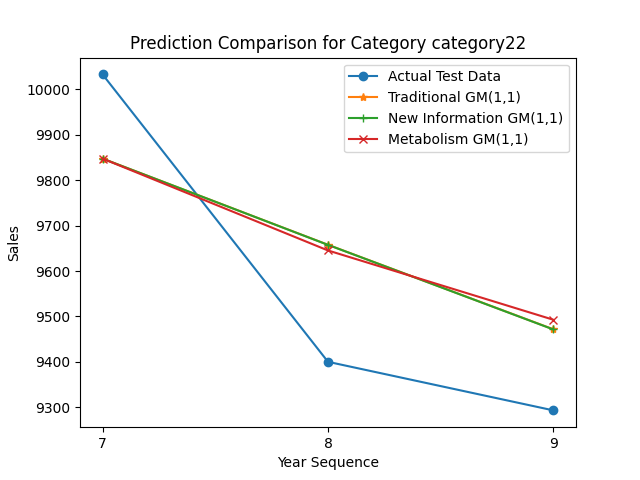 Prediction Comparison for Category category22
Actual Test Data
Traditional GM(1,1)
New Information GM(1,1)
Metabolism GM(1,1)
10000
9900
9800
9700
9600
9500
9400
9300
Sales
7
8
9
Year Sequence